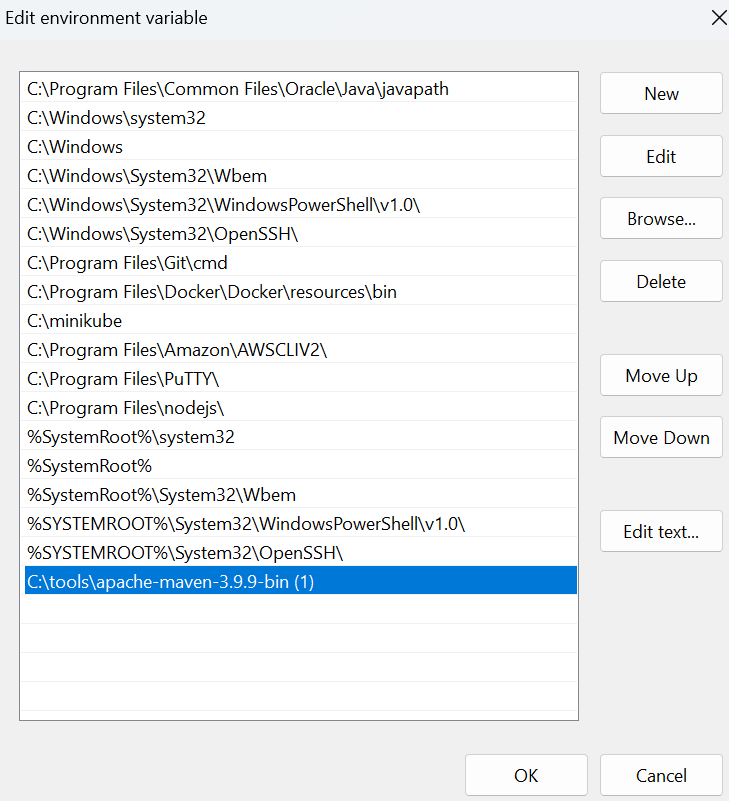 Edit environment variable
C:\Program Files\Common Files\Oracle\Java\javapath
C:\Windows\system32
C:\Windows
C:\Windows\System32\Wbem
C:\Windows\System32\WindowsPowerShell\v1.0\
C:\Windows\System32\OpenSSH\
C:\Program Files\Git\cmd
C:\Program Files\Docker\Docker\resources\bin
C:\minikube
C:\Program Files\Amazon\AWSCLIV2\
C:\Program Files\PuTTY\
C:\Program Files\nodejs\
%SystemRoot%\system32
%SystemRoot%
%SystemRoot%\System32\Wbem
%SYSTEMROOT%\System32\WindowsPowerShell\v1.0\
%SYSTEMROOT%\System32\OpenSSH\
C:\tools\apache-maven-3.9.9-bin (1)
New
Edit
Browse...
Delete
Move Up
Move Down
Edit text...
OK
Cancel